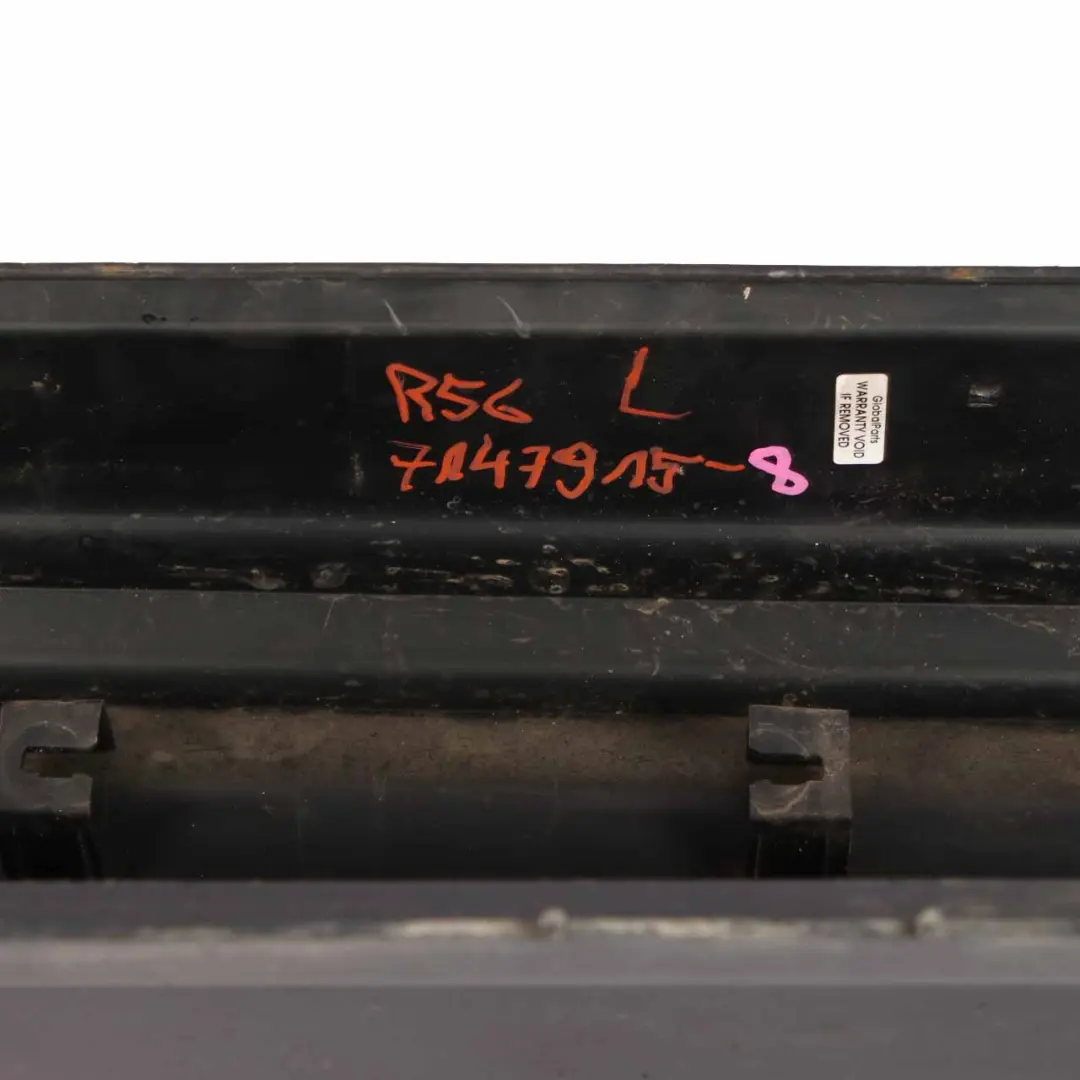 R56 L
7147915-8
GlobalParts
WARRANTY VOID
IF REMOVED